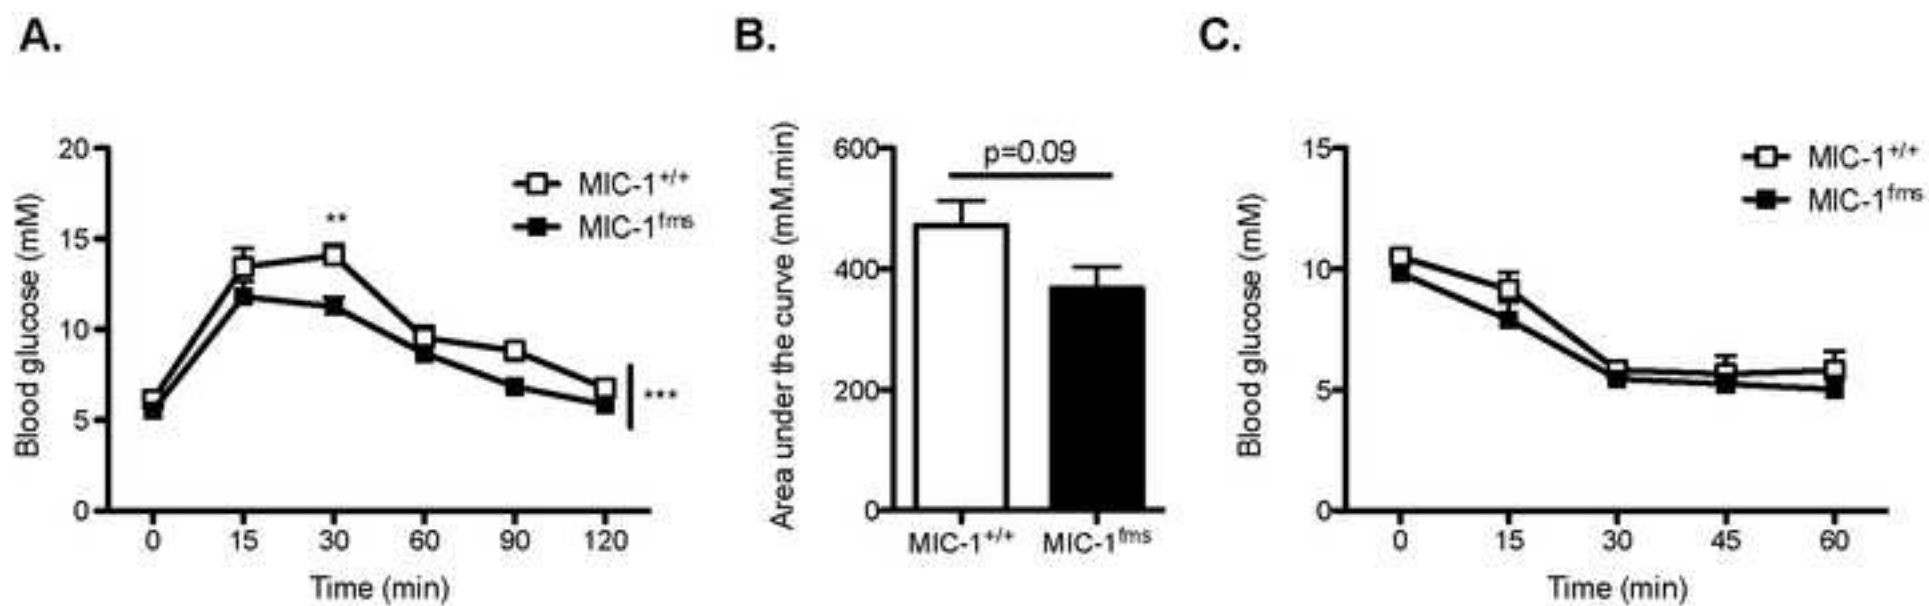 A.
Blood glucose (mM)
20
15
10
5
0
**
***
MIC-1+/+
MIC-1fms
0 15 30 60 90 120
Time (min)
B.
Area under the curve (mM.min)
600
400
200
0
p=0.09
MIC-1+/+ MIC-1fms
C.
Blood glucose (mM)
15
10
5
0
MIC-1+/+
MIC-1fms
0 15 30 45 60
Time (min)